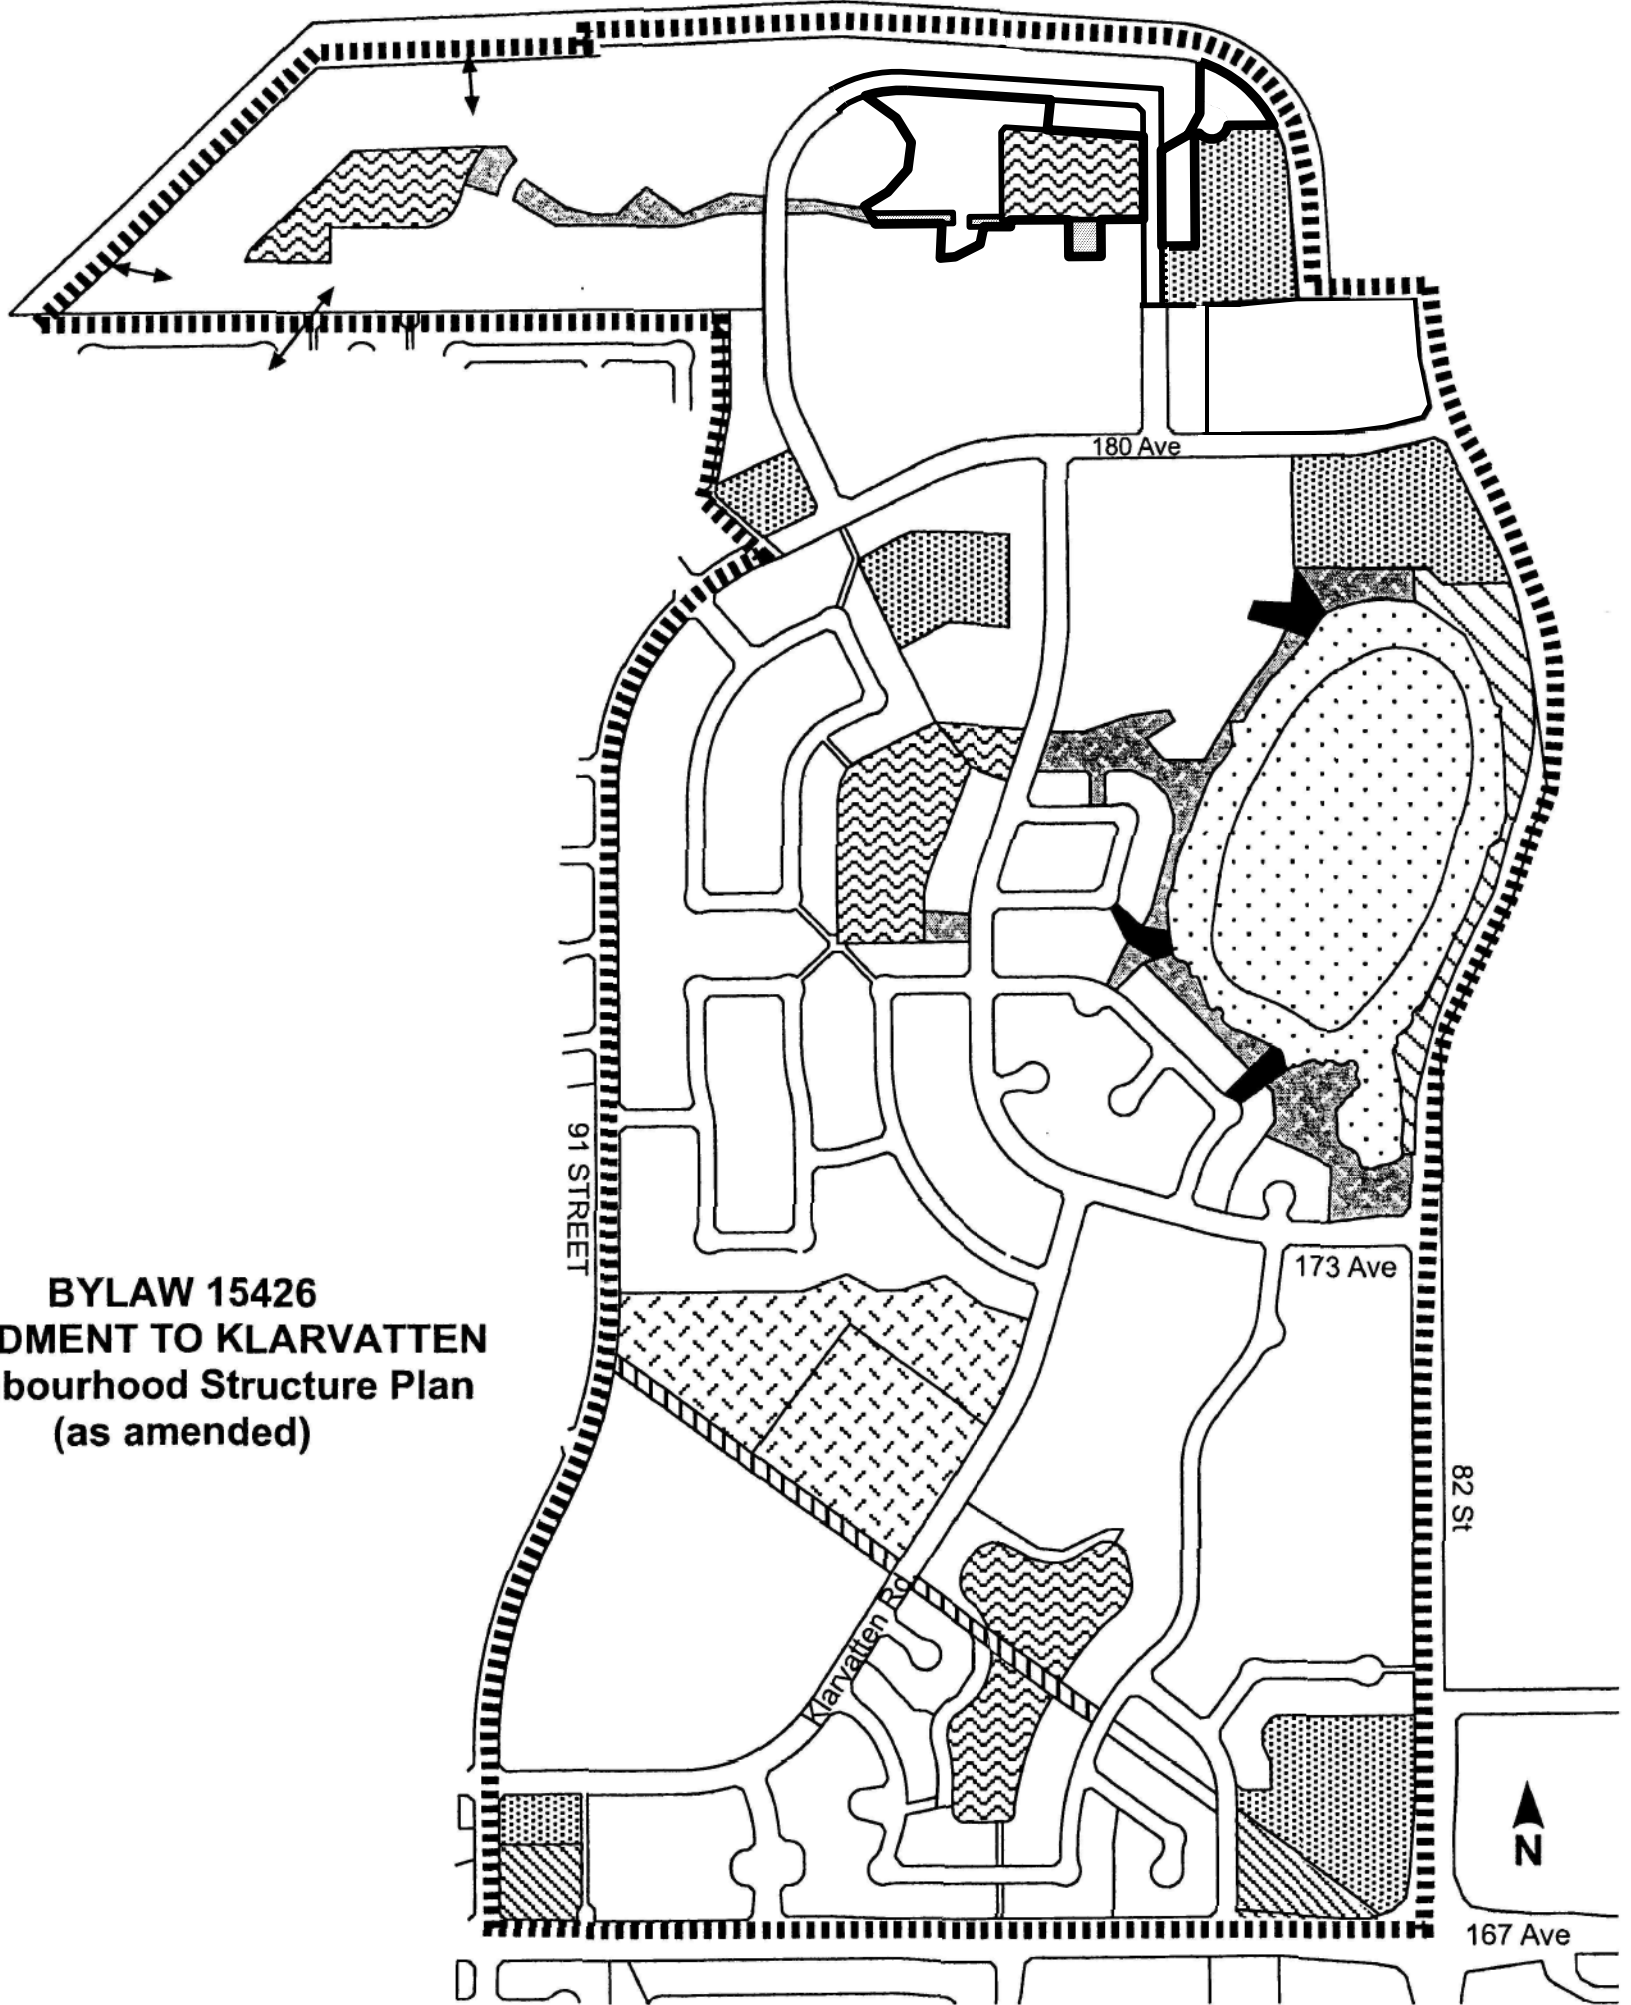 180 Ave
91 STREET
173 Ave
BYLAW 15426
DMENT TO KLARVATTEN
bourhood Structure Plan
(as amended)
82 St
Klarvatten Rd
N
167 Ave